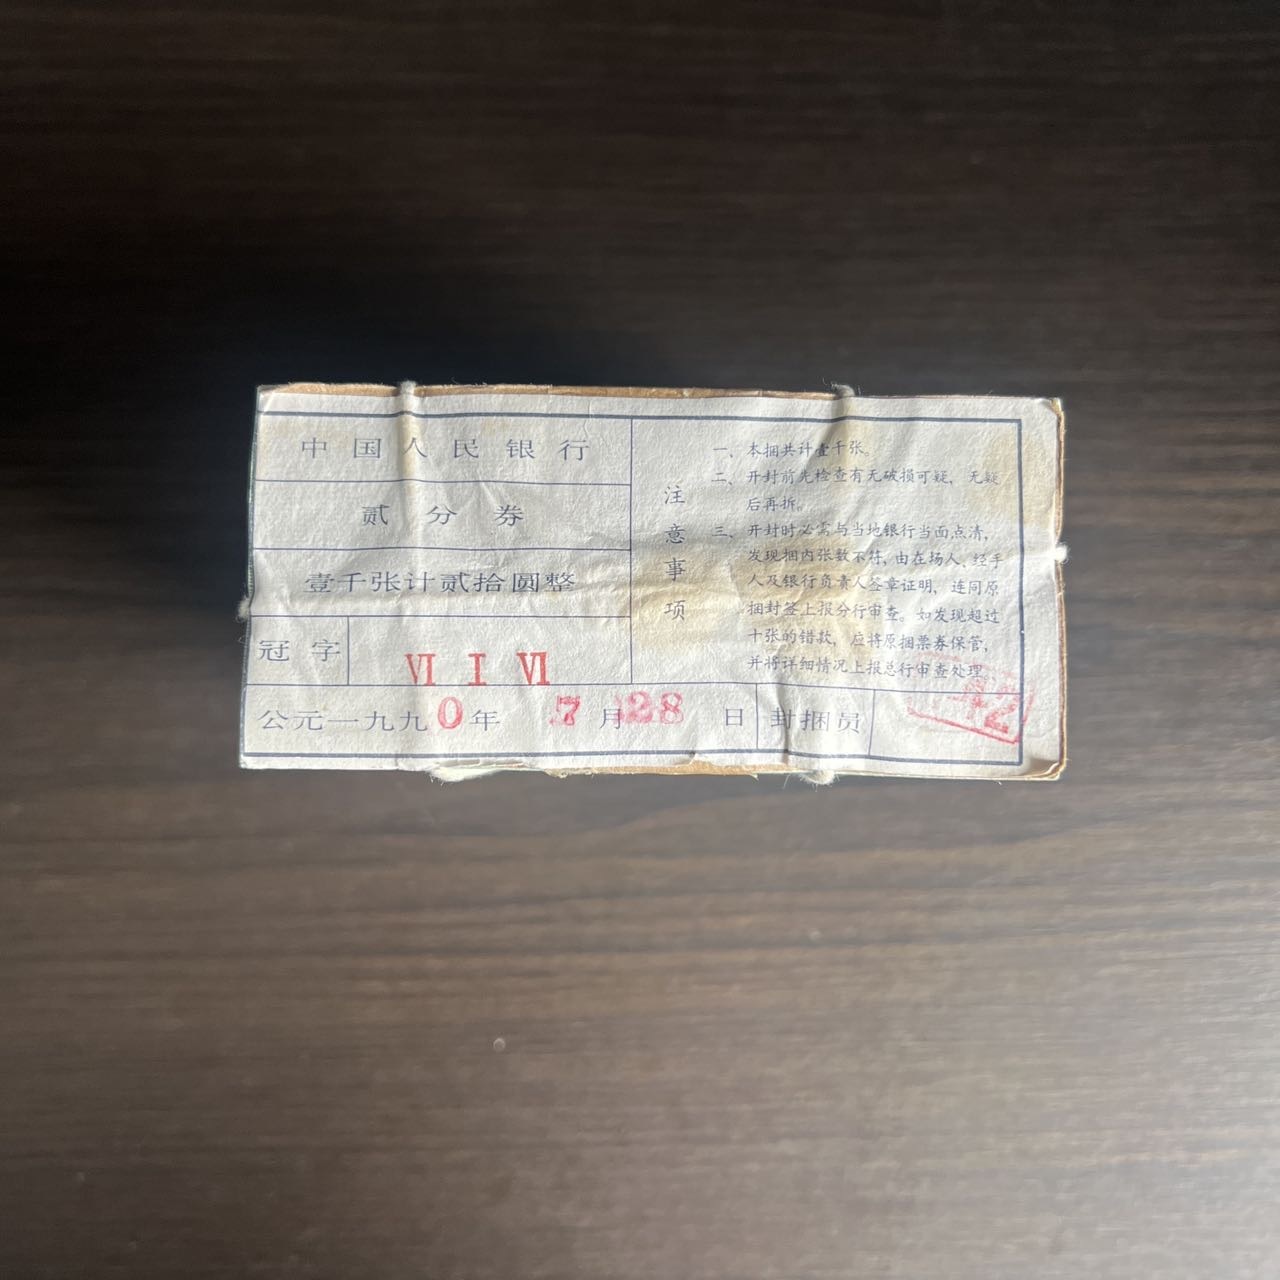 中国人民银行
贰分券
壹千张计贰拾圆整
冠字 Ⅵ Ⅰ Ⅵ
公元一九九0年 7月28日 封捆员
注意事项
一、本捆共计壹千张。
二、开封前先检查有无破损可疑，无疑
后再拆。
三、开封时必需与当地银行当面点清，
发现捆内张数不符，由在场人、经手
人及银行负责人签章证明，连同原
捆封签上报分行审查。如发现超过
十张的错款，应将原捆票券保管，
并将详细情况上报总行审查处理